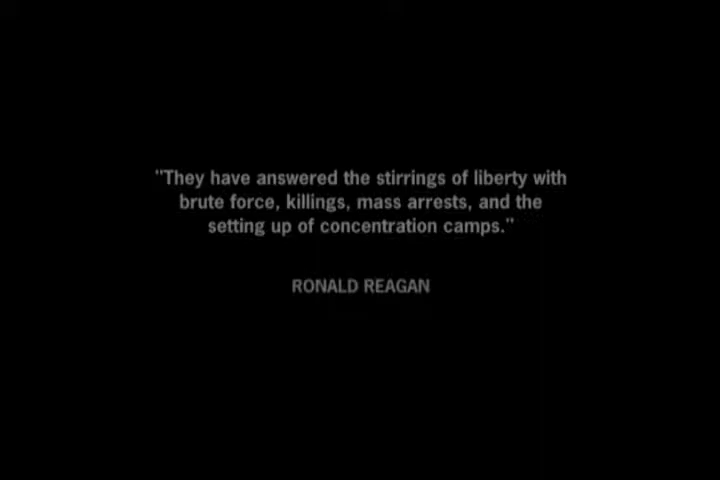 "They have answered the stirrings of liberty with
brute force, killings, mass arrests, and the
setting up of concentration camps."
RONALD REAGAN